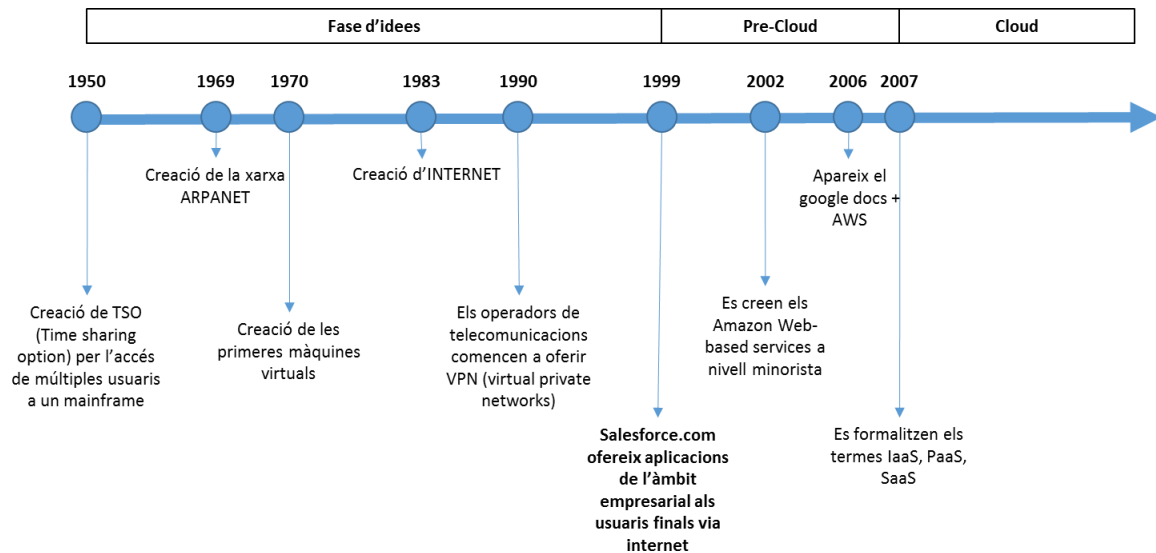 Fase d'idees
Pre-Cloud
Cloud
1950
1969
1970
1983
1990
1999
2002
2006
2007
Creació de la xarxa
ARPANET
Creació d'INTERNET
Apareix el
google docs +
AWS
Creació de TSO
(Time sharing
option) per l'accés
de múltiples usuaris
a un mainframe
Creació de les
primeres màquines
virtuals
Els operadors de
telecomunicacions
comencen a oferir
VPN (virtual private
networks)
Es creen els
Amazon Web-
based services a
nivell minorista
Salesforce.com
ofereix aplicacions
de l'àmbit
empresarial als
usuaris finals via
internet
Es formalitzen els
termes IaaS, PaaS,
SaaS